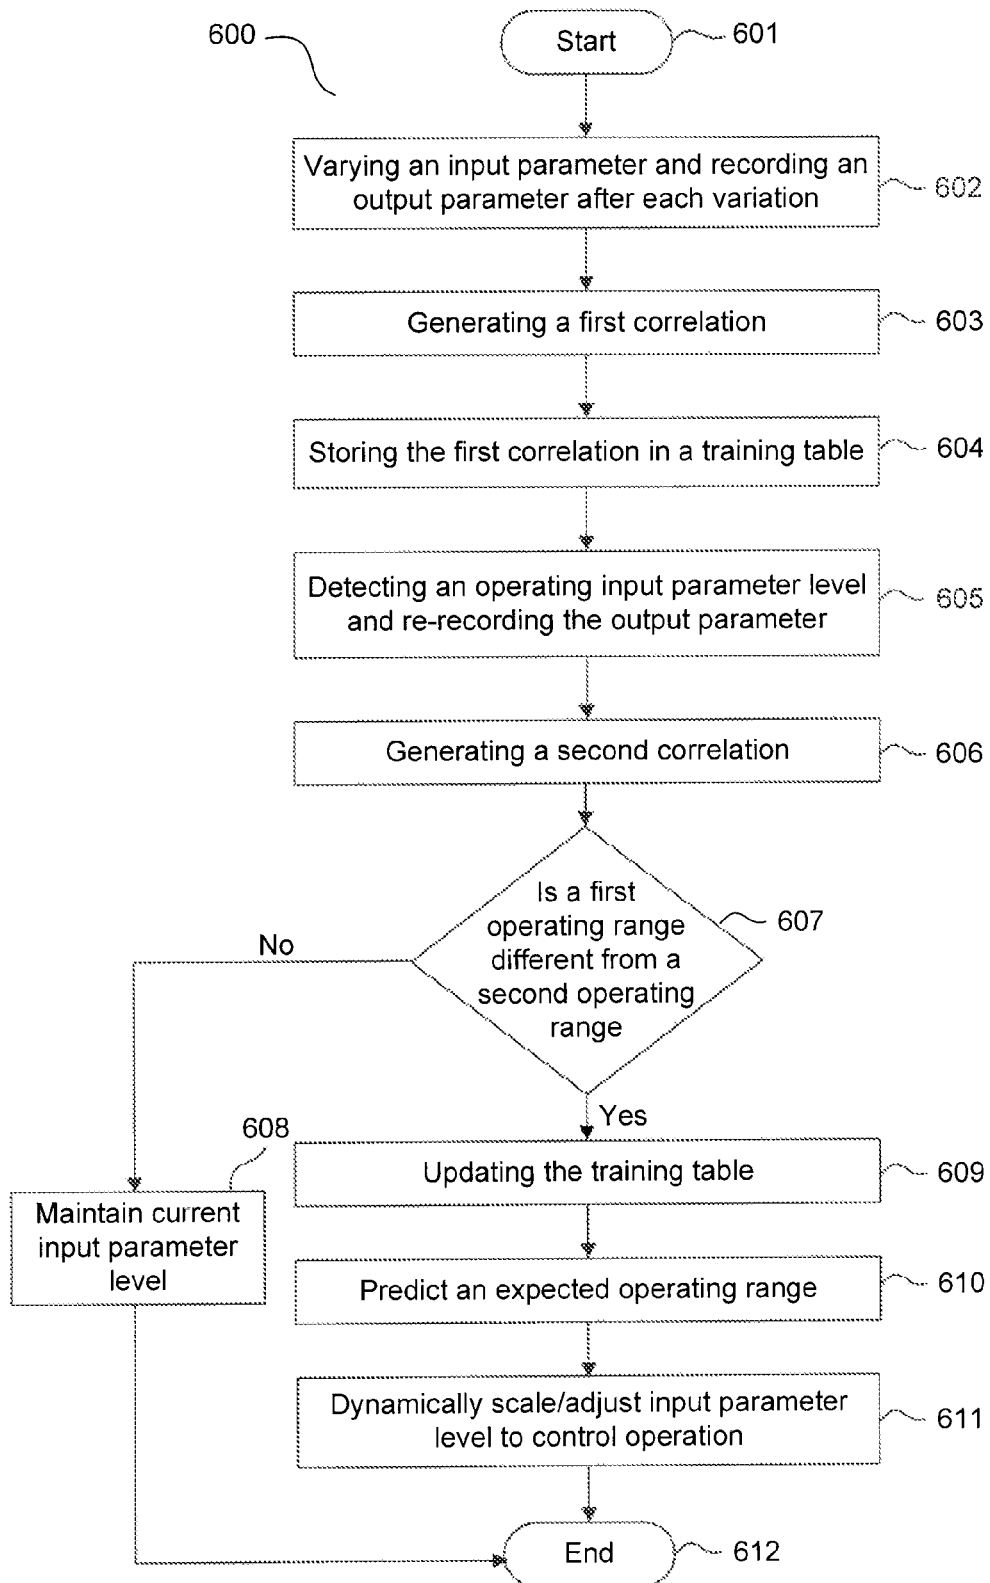 600
Start
601
Varying an input parameter and recording an
output parameter after each variation
602
Generating a first correlation
603
Storing the first correlation in a training table
604
Detecting an operating input parameter level
and re-recording the output parameter
605
Generating a second correlation
606
Is a first
operating range
different from a
second operating
range
607
No
Yes
608
Maintain current
input parameter
level
Updating the training table
609
Predict an expected operating range
610
Dynamically scale/adjust input parameter
level to control operation
611
End
612